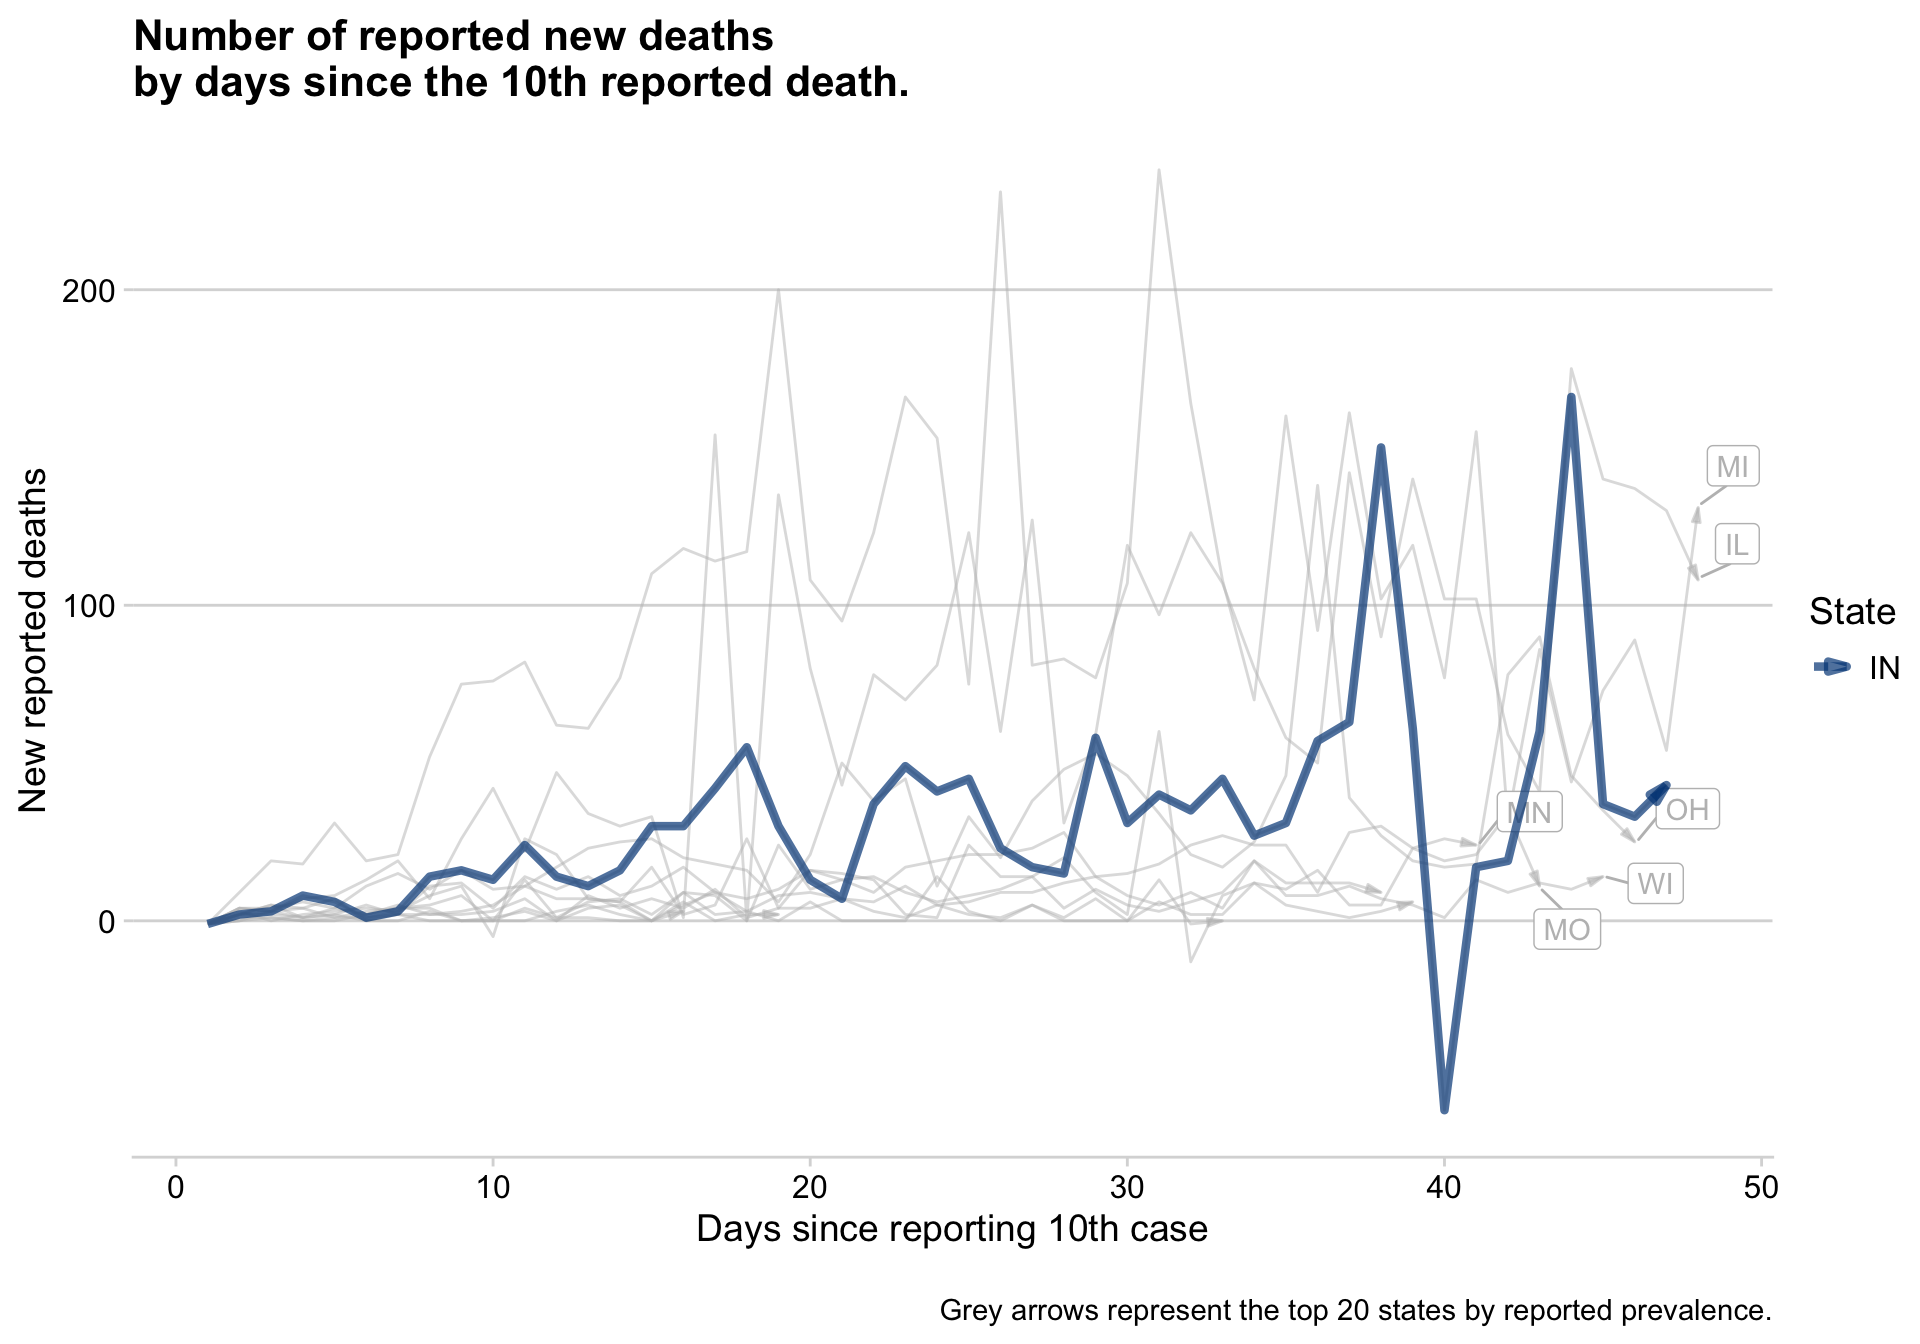 Number of reported new deaths
by days since the 10th reported death.
New reported deaths
200
100
0
MI
IL
MN
OH
WI
MO
State
IN
0
10
20
30
40
50
Days since reporting 10th case
Grey arrows represent the top 20 states by reported prevalence.